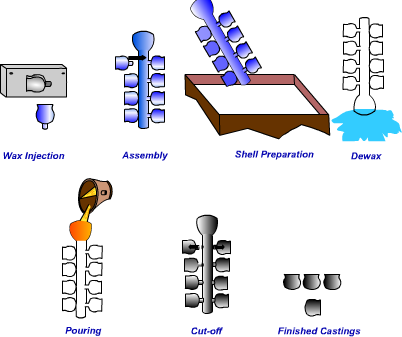 Wax Injection
Assembly
Shell Preparation
Dewax
Pouring
Cut-off
Finished Castings